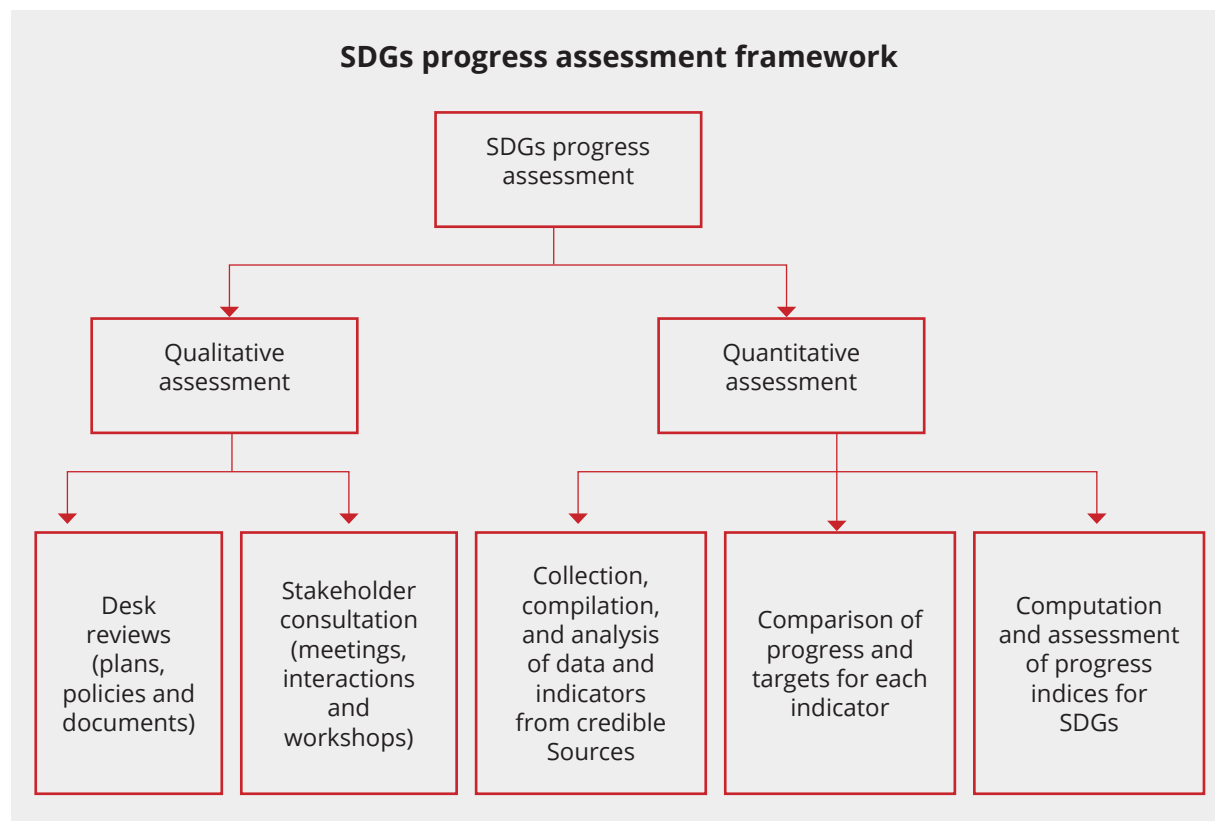 SDGs progress assessment framework
SDGs progress
assessment
Qualitative
assessment
Quantitative
assessment
Desk
reviews
(plans,
policies and
documents)
Stakeholder
consultation
(meetings,
interactions
and
workshops)
Collection,
compilation,
and analysis
of data and
indicators
from credible
Sources
Comparison of
progress and
targets for each
indicator
Computation
and assessment
of progress
indices for
SDGs